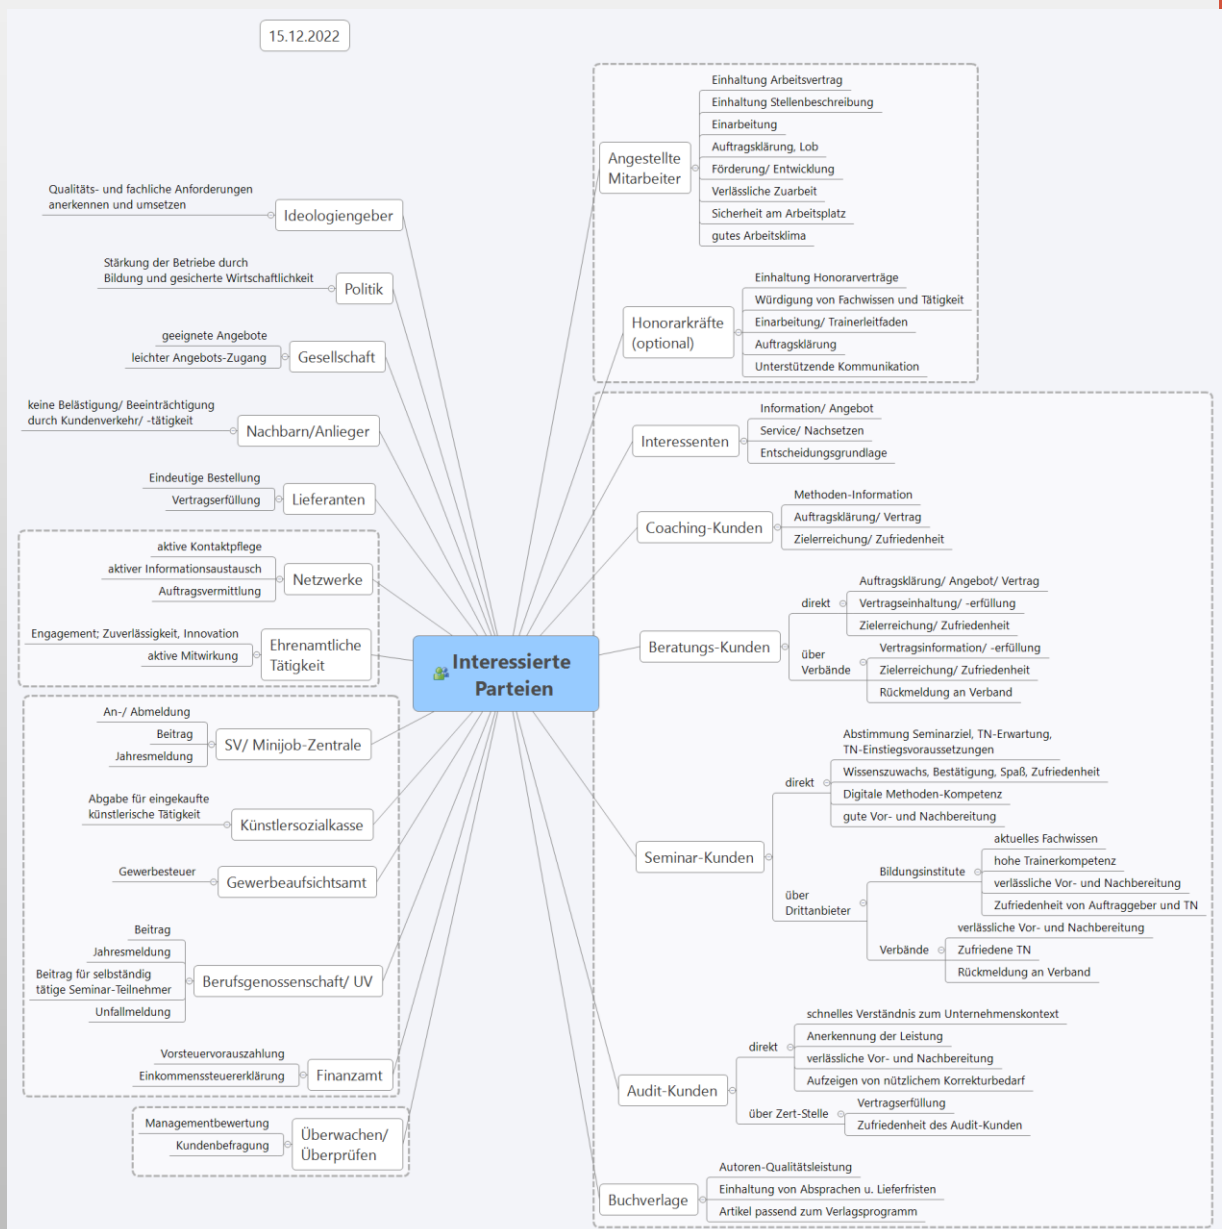 15.12.2022
Interessierte
Parteien
Angestellte
Mitarbeiter
Einhaltung Arbeitsvertrag
Einhaltung Stellenbeschreibung
Einarbeitung
Auftragsklärung, Lob
Förderung/ Entwicklung
Verlässliche Zuarbeit
Sicherheit am Arbeitsplatz
gutes Arbeitsklima
Honorarkräfte
(optional)
Einhaltung Honorarverträge
Würdigung von Fachwissen und Tätigkeit
Einarbeitung/ Trainerleitfaden
Auftragsklärung
Unterstützende Kommunikation
Interessenten
Information/ Angebot
Service/ Nachsetzen
Entscheidungsgrundlage
Coaching-Kunden
Methoden-Information
Auftragsklärung/ Vertrag
Zielerreichung/ Zufriedenheit
Beratungs-Kunden
direkt
Auftragsklärung/ Angebot/ Vertrag
Vertragseinhaltung/ -erfüllung
Zielerreichung/ Zufriedenheit
über
Verbände
Vertragsinformation/ -erfüllung
Zielerreichung/ Zufriedenheit
Rückmeldung an Verband
Seminar-Kunden
direkt
Abstimmung Seminarziel, TN-Erwartung,
TN-Einstiegsvoraussetzungen
Wissenszuwachs, Bestätigung, Spaß, Zufriedenheit
Digitale Methoden-Kompetenz
gute Vor- und Nachbereitung
über
Drittanbieter
Bildungsinstitute
aktuelles Fachwissen
hohe Trainerkompetenz
verlässliche Vor- und Nachbereitung
Zufriedenheit von Auftraggeber und TN
Verbände
verlässliche Vor- und Nachbereitung
Zufriedene TN
Rückmeldung an Verband
Audit-Kunden
direkt
schnelles Verständnis zum Unternehmenskontext
Anerkennung der Leistung
verlässliche Vor- und Nachbereitung
Aufzeigen von nützlichem Korrekturbedarf
über Zert-Stelle
Vertragserfüllung
Zufriedenheit des Audit-Kunden
Buchverlage
Autoren-Qualitätsleistung
Einhaltung von Absprachen u. Lieferfristen
Artikel passend zum Verlagsprogramm
Ideologiengeber
Qualitäts- und fachliche Anforderungen
anerkennen und umsetzen
Politik
Stärkung der Betriebe durch
Bildung und gesicherte Wirtschaftlichkeit
Gesellschaft
geeignete Angebote
leichter Angebots-Zugang
Nachbarn/Anlieger
keine Belästigung/ Beeinträchtigung
durch Kundenverkehr/ -tätigkeit
Lieferanten
Eindeutige Bestellung
Vertragserfüllung
Netzwerke
aktive Kontaktpflege
aktiver Informationsaustausch
Auftragsvermittlung
Ehrenamtliche
Tätigkeit
Engagement; Zuverlässigkeit, Innovation
aktive Mitwirkung
SV/ Minijob-Zentrale
An-/ Abmeldung
Beitrag
Jahresmeldung
Künstlersozialkasse
Abgabe für eingekaufte
künstlerische Tätigkeit
Gewerbeaufsichtsamt
Gewerbesteuer
Berufsgenossenschaft/ UV
Beitrag
Jahresmeldung
Beitrag für selbständig
tätige Seminar-Teilnehmer
Unfallmeldung
Finanzamt
Vorsteuervorauszahlung
Einkommenssteuererklärung
Überwachen/
Überprüfen
Managementbewertung
Kundenbefragung